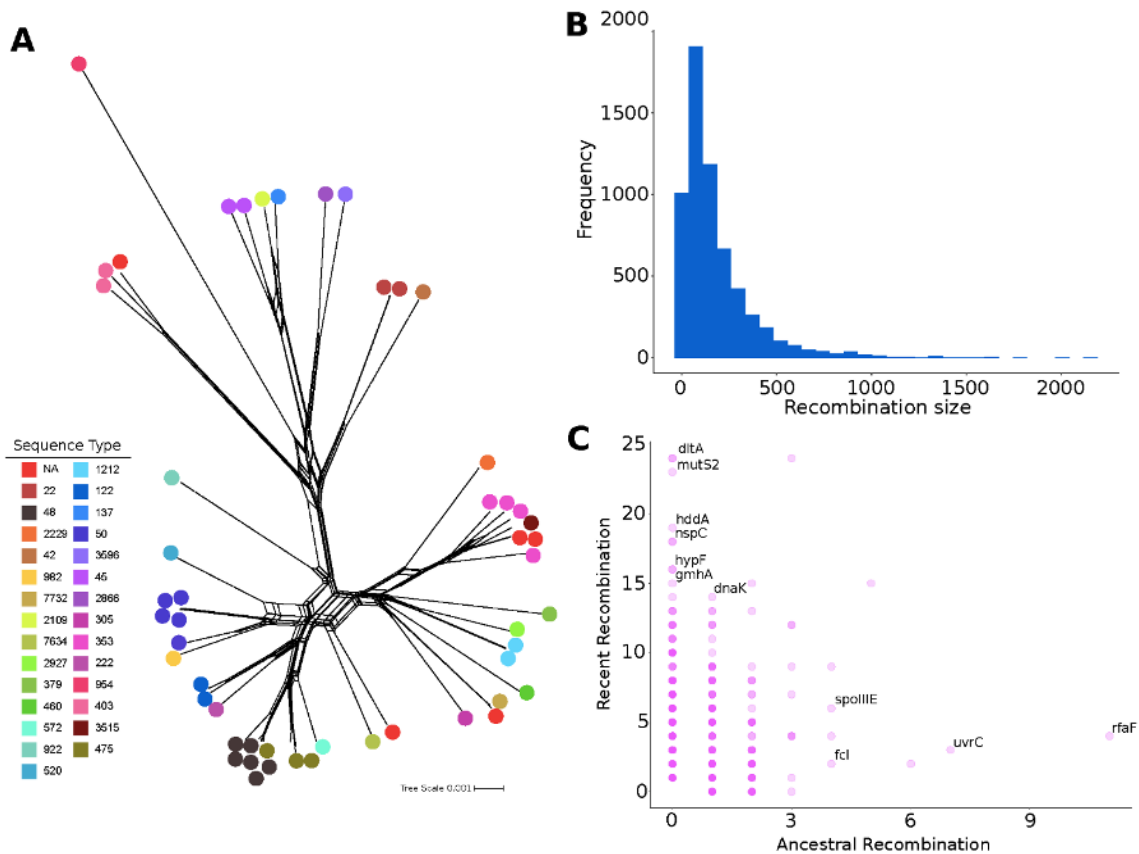 A
Sequence Type
NA
22
48
2229
42
982
7732
2109
7634
2927
379
460
572
922
520
1212
122
137
50
3596
45
2866
305
353
222
954
403
3515
475
Tree Scale 0.001
B
2000
1500
1000
500
0
Frequency
0 500 1000 1500 2000
Recombination size
C
25
20
15
10
5
0
Recent Recombination
dltA
mutS2
hddA
nspC
hypF
gmhA
dnaK
spoIIIE
fcl
uvrC
rfaF
0 3 6 9
Ancestral Recombination